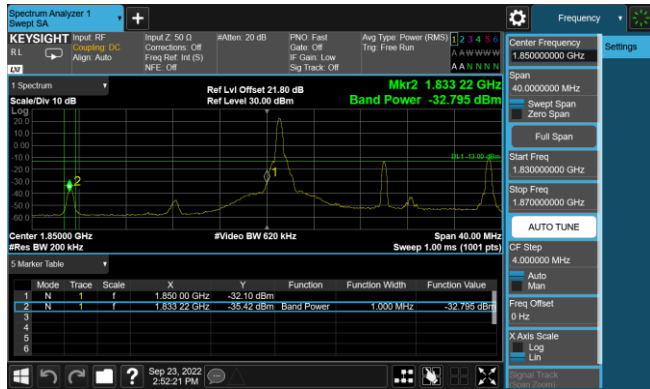 Spectrum Analyzer 1
Swept SA
+
Frequency
KEYSIGHT
RL
LXI
Input: RF
Coupling: DC
Align: Auto
Input Z: 50 Ω
Corrections: Off
Freq Ref: Int (S)
NFE: Off
#Atten: 20 dB
PNO: Fast
Gate: Off
IF Gain: Low
Sig Track: Off
Avg Type: Power (RMS)
Trig: Free Run
1 2 3 4 5 6
A A W W W W
A A N N N N
1 Spectrum
Scale/Div 10 dB
Ref Lvl Offset 21.80 dB
Ref Level 30.00 dBm
Mkr2 1.833 22 GHz
Band Power -32.795 dBm
Log
20.0
10.0
0.00
-10.0
-20.0
-30.0
-40.0
-50.0
-60.0
DL1 -13.00 dBm
2
1
Center 1.85000 GHz
#Res BW 200 kHz
#Video BW 620 kHz
Span 40.00 MHz
Sweep 1.00 ms (1001 pts)
5 Marker Table
Mode Trace Scale X Y Function Function Width Function Value
1 N 1 f 1.850 00 GHz -32.10 dBm
2 N 1 f 1.833 22 GHz -35.42 dBm Band Power 1.000 MHz -32.795 dBm
3
4
5
6
Sep 23, 2022
2:52:21 PM
?
Center Frequency
1.850000000 GHz
Settings
Span
40.0000000 MHz
Swept Span
Zero Span
Full Span
Start Freq
1.830000000 GHz
Stop Freq
1.870000000 GHz
AUTO TUNE
CF Step
4.000000 MHz
Auto
Man
Freq Offset
0 Hz
X Axis Scale
Log
Lin
Signal Track
(Span Zoom)